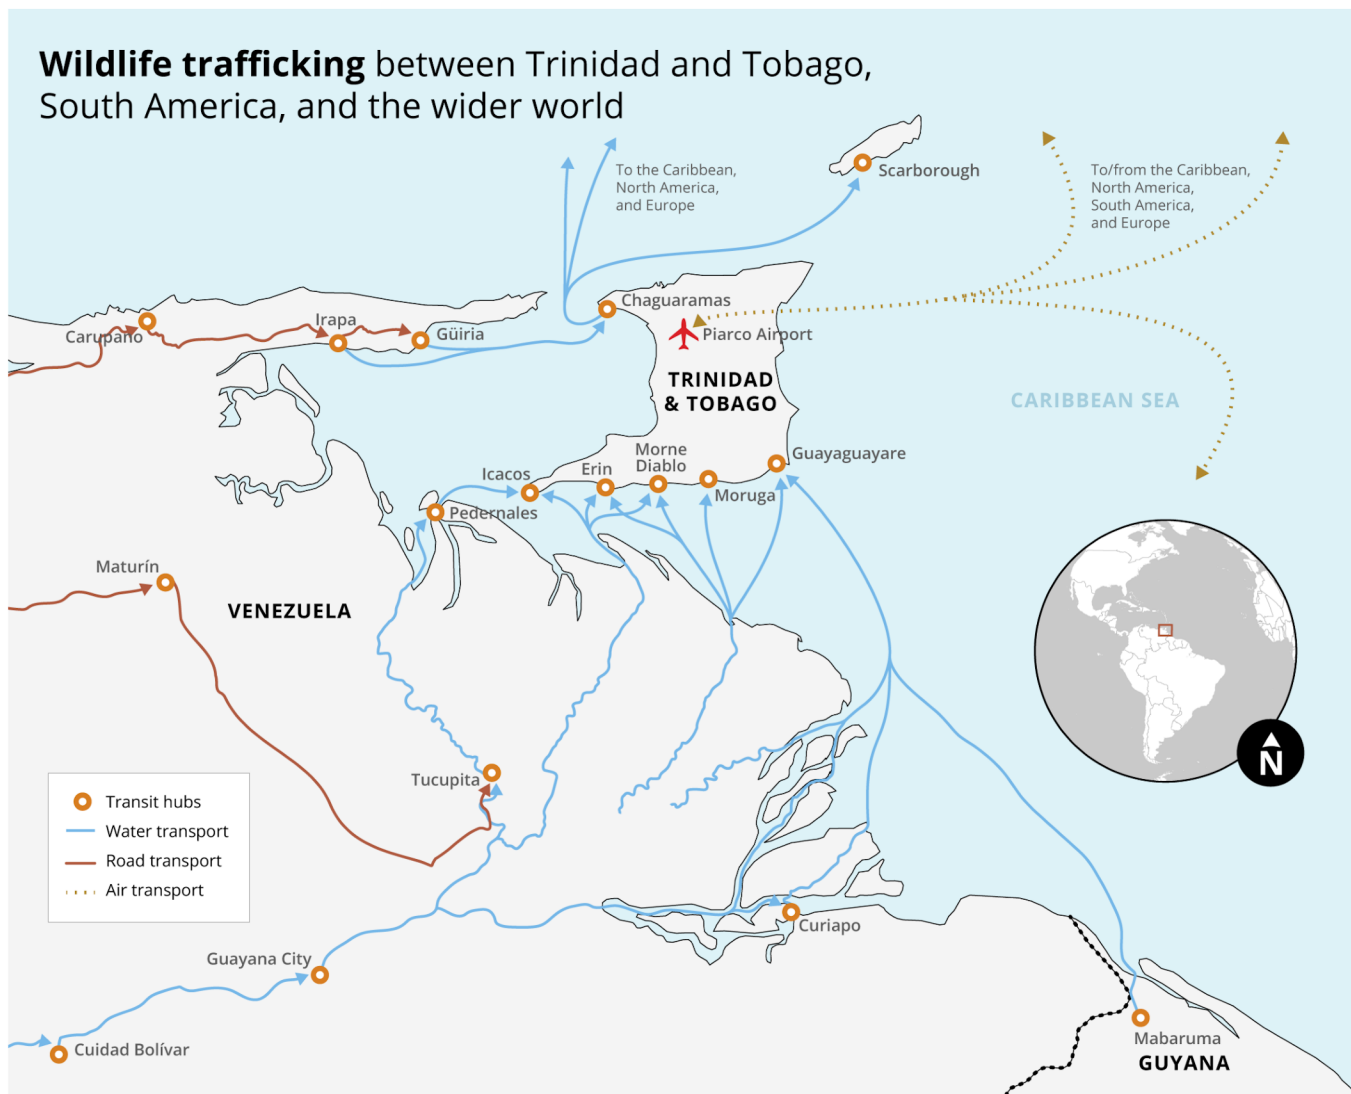 Wildlife trafficking between Trinidad and Tobago,
South America, and the wider world
To the Caribbean,
North America,
and Europe
Scarborough
To/from the Caribbean,
North America,
South America,
and Europe
Chaguaramas
Irapa
Carupano
Güiria
Piarco Airport
TRINIDAD
& TOBAGO
CARIBBEAN SEA
Morne
Diablo
Guayaguayare
Icacos
Erin
Moruga
Pedernales
Maturín
VENEZUELA
Tucupita
N
Transit hubs
Water transport
Road transport
Air transport
Curiapo
Guayana City
Cuidad Bolívar
Mabaruma
GUYANA